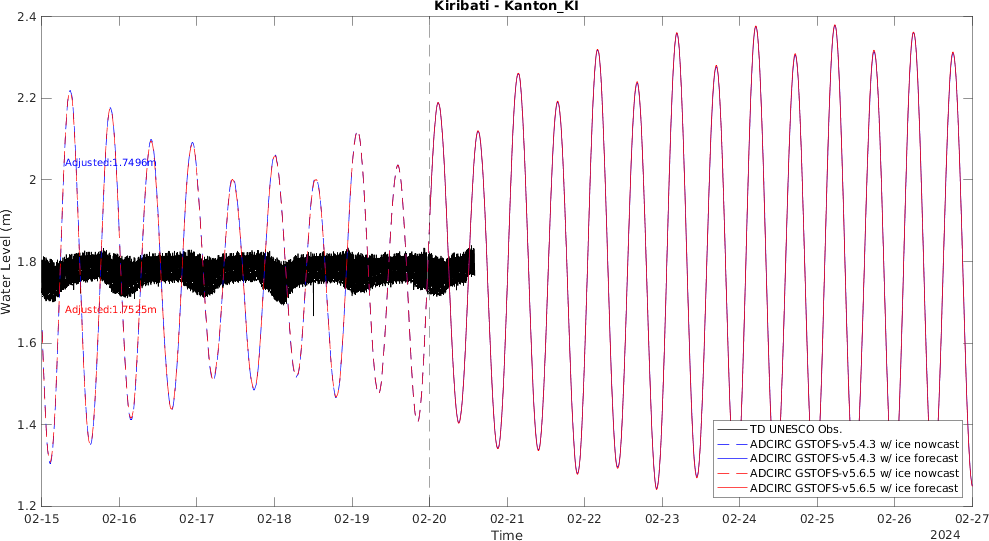 Kiribati - Kanton_KI
Water Level (m)
2.4
2.2
2
1.8
1.6
1.4
1.2
Adjusted:1.7496m
Adjusted:1.7525m
TD UNESCO Obs.
ADCIRC GSTOFS-v5.4.3 w/ ice nowcast
ADCIRC GSTOFS-v5.4.3 w/ ice forecast
ADCIRC GSTOFS-v5.6.5 w/ ice nowcast
ADCIRC GSTOFS-v5.6.5 w/ ice forecast
02-15 02-16 02-17 02-18 02-19 02-20 02-21 02-22 02-23 02-24 02-25 02-26 02-27
Time
2024